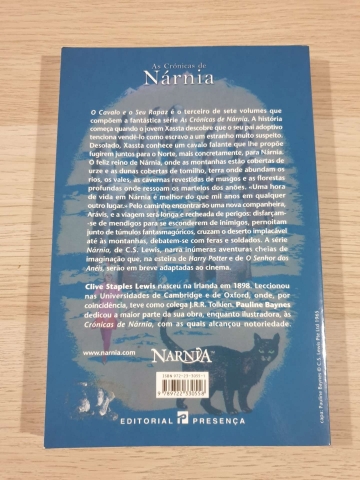 As Crónicas de
Nárnia
O Cavalo e o Seu Rapaz é o terceiro de sete volumes que
compõem a fantástica série As Crónicas de Nárnia. A história
começa quando o jovem Xassta descobre que o seu pai adoptivo
tenciona vendê-lo como escravo a um estranho muito suspeito.
Desolado, Xassta conhece um cavalo falante que lhe propõe
fugirem juntos para o Norte, mais concretamente, para Nárnia.
O feliz reino de Nárnia, onde as montanhas estão cobertas de
urze e as dunas cobertas de tomilho, terra onde abundam os
rios, os vales, as cavernas revestidas de musgos e as florestas
profundas onde ressoam os martelos dos anões. «Uma hora
de vida em Nárnia é melhor do que mil anos em qualquer
outro lugar.» Pelo caminho encontrarão uma nova companheira,
Arávis, e a viagem será longa e recheada de perigos: disfarçam-
-se de mendigos para se esconderem de inimigos, pernoitam
junto de túmulos fantasmagóricos, cruzam o deserto implacável
até às montanhas, debatem-se com feras e soldados. A série
Nárnia, de C.S. Lewis, narra inúmeras aventuras cheias de
imaginação que, na esteira de Harry Potter e de O Senhor dos
Anéis, serão em breve adaptadas ao cinema.
Clive Staples Lewis nasceu na Irlanda em 1898. Leccionou
nas Universidades de Cambridge e de Oxford, onde, por
coincidência, teve como colega J.R.R. Tolkien. Pauline Baynes
dedicou a maior parte da sua obra, enquanto ilustradora, às
Crónicas de Nárnia, com as quais alcançou notoriedade.
www.narnia.com
NARNIA
9 789722 330558
EDITORIAL PRESENÇA
capa: Pauline Baynes © C.S. Lewis Pte Ltd 1965